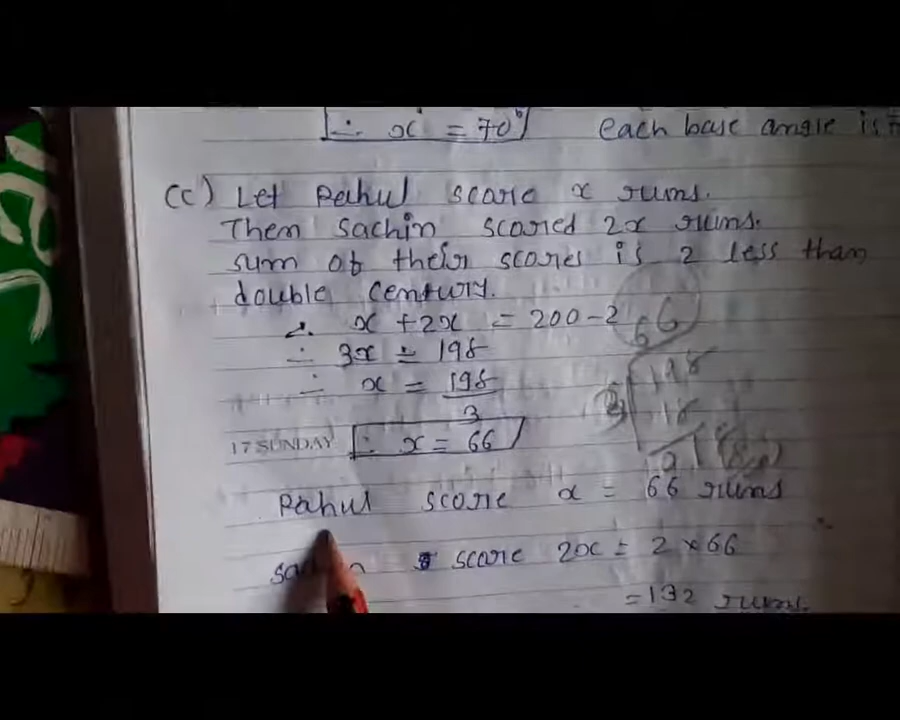 ∴ x = 70° each base angle is
(c) Let Rahul score x runs.
Then Sachin scored 2x runs.
sum of their scores is 2 less than
double century.
∴ x + 2x = 200 - 2
∴ 3x = 198
∴ x = 198/3
17 SUNDAY ∴ x = 66
Rahul score x = 66 runs
score 2x = 2 × 66
= 132 runs.